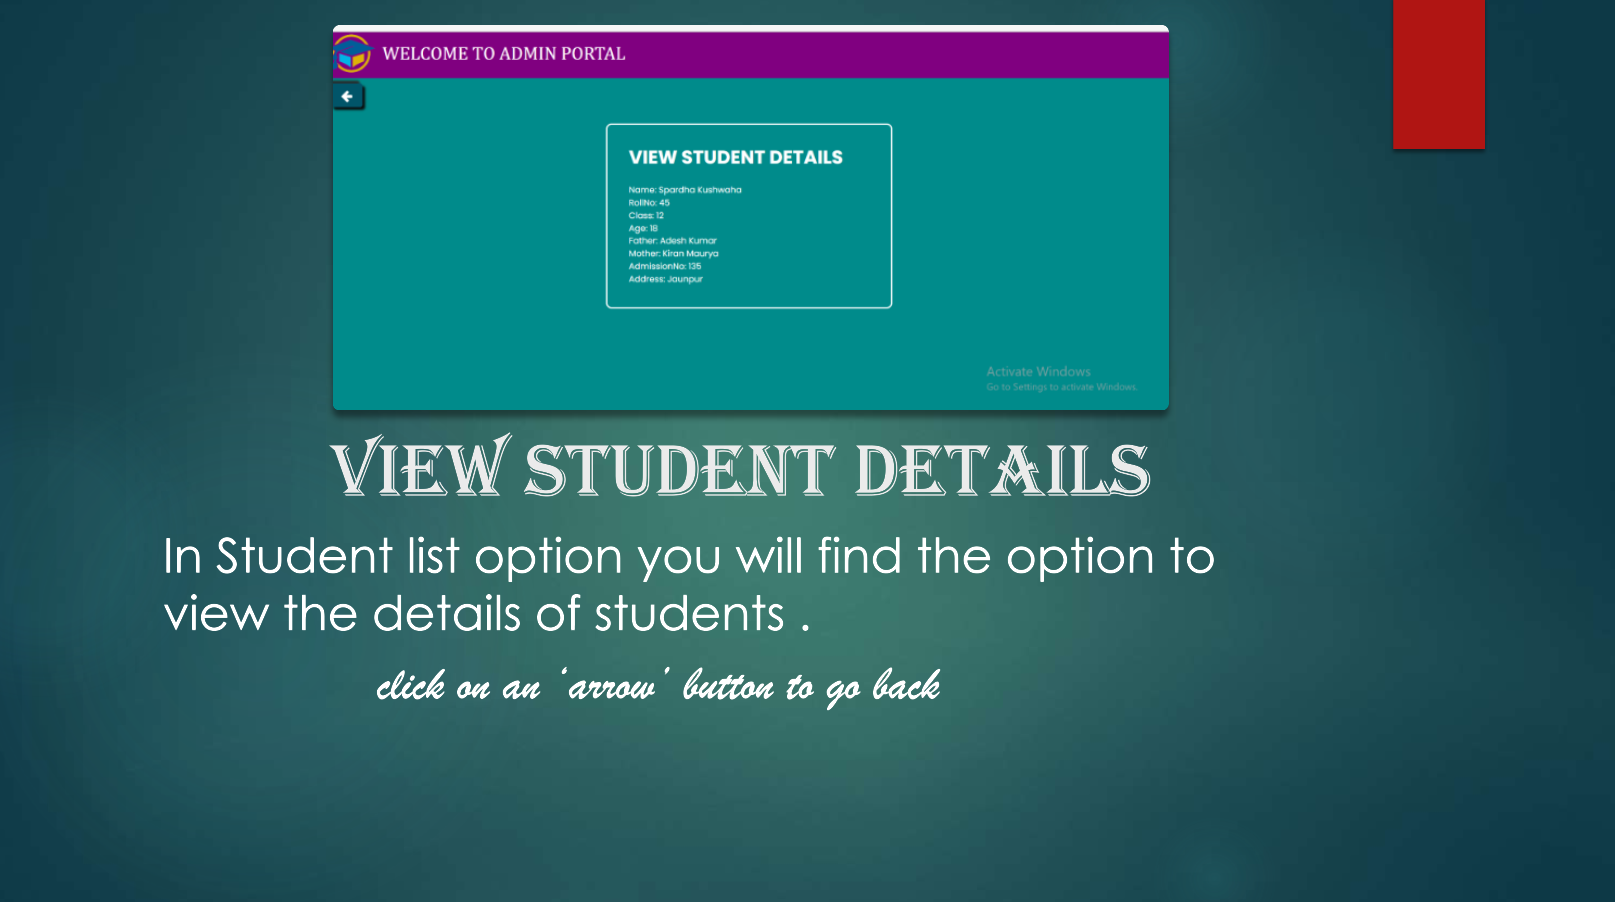 WELCOME TO ADMIN PORTAL
VIEW STUDENT DETAILS
Name: Spardha Kushwaha
RollNo: 45
Class: 12
Age: 18
Father: Adesh Kumar
Mother: Kiran Maurya
AdmissionNo: 135
Address: Jaunpur
Activate Windows
Go to Settings to activate Windows.
VIEW STUDENT DETAILS
In Student list option you will find the option to
view the details of students .
click on an ‘arrow’ button to go back